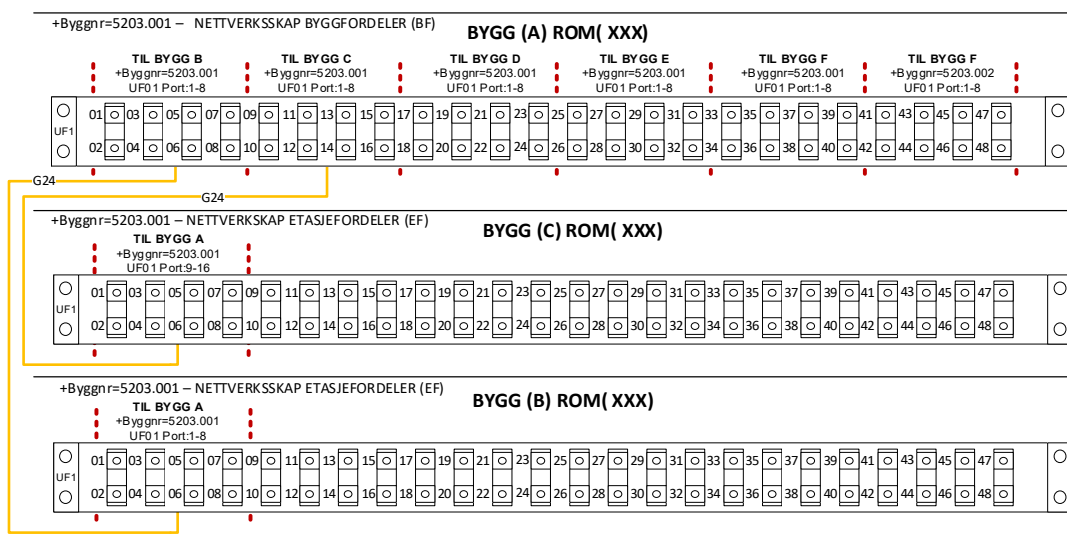 +Byggnr=5203.001 – NETTVERKSSKAP BYGGFORDELER (BF)
BYGG (A) ROM( XXX)
TIL BYGG B TIL BYGG C TIL BYGG D TIL BYGG E TIL BYGG F TIL BYGG F
+Byggnr=5203.001 +Byggnr=5203.001 +Byggnr=5203.001 +Byggnr=5203.001 +Byggnr=5203.001 +Byggnr=5203.002
UF01 Port:1-8 UF01 Port:1-8 UF01 Port:1-8 UF01 Port:1-8 UF01 Port:1-8 UF01 Port:1-8
01 03 05 07 09 11 13 15 17 19 21 23 25 27 29 31 33 35 37 39 41 43 45 47
UF1
02 04 06 08 10 12 14 16 18 20 22 24 26 28 30 32 34 36 38 40 42 44 46 48
G24
G24
+Byggnr=5203.001 – NETTVERKSKAP ETASJEFORDELER (EF)
BYGG (C) ROM( XXX)
TIL BYGG A
+Byggnr=5203.001
UF01 Port:9-16
01 03 05 07 09 11 13 15 17 19 21 23 25 27 29 31 33 35 37 39 41 43 45 47
UF1
02 04 06 08 10 12 14 16 18 20 22 24 26 28 30 32 34 36 38 40 42 44 46 48
+Byggnr=5203.001 – NETTVERKSSKAP ETASJEFORDELER (EF)
BYGG (B) ROM( XXX)
TIL BYGG A
+Byggnr=5203.001
UF01 Port:1-8
01 03 05 07 09 11 13 15 17 19 21 23 25 27 29 31 33 35 37 39 41 43 45 47
UF1
02 04 06 08 10 12 14 16 18 20 22 24 26 28 30 32 34 36 38 40 42 44 46 48